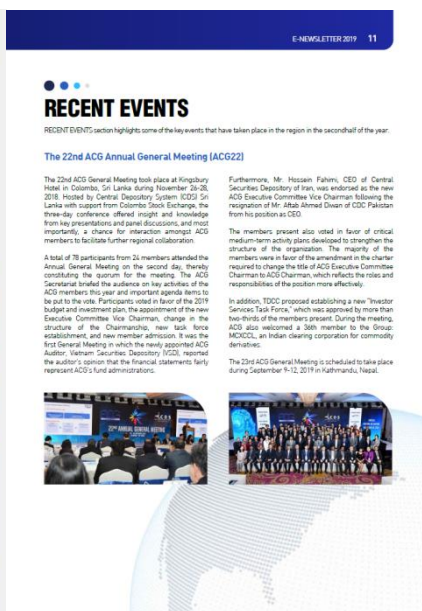 E-NEWSLETTER 2019 11
RECENT EVENTS
RECENT EVENTS section highlights some of the key events that have taken place in the region in the secondhalf of the year.
The 22nd ACG Annual General Meeting (ACG22)
The 22nd ACG General Meeting took place at Kingsbury
Hotel in Colombo, Sri Lanka during November 26-28,
2018. Hosted by Central Depository System (CDS) Sri
Lanka with support from Colombo Stock Exchange, the
three-day conference offered insight and knowledge
from key presentations and panel discussions, and most
importantly, a chance for interaction amongst ACG
members to facilitate further regional collaboration.
A total of 78 participants from 24 members attended the
Annual General Meeting on the second day, thereby
constituting the quorum for the meeting. The ACG
Secretariat briefed the audience on key activities of the
ACG members this year and important agenda items to
be put to the vote. Participants voted in favor of the 2019
budget and investment plan, the appointment of the new
Executive Committee Vice Chairman, change in the
structure of the Chairmanship, new task force
establishment, and new member admission. It was the
first General Meeting in which the newly appointed ACG
Auditor, Vietnam Securities Depository (VSD), reported
the auditor's opinion that the financial statements fairly
represent ACG's fund administrations.
Furthermore, Mr. Hossein Fahimi, CEO of Central
Securities Depository of Iran, was endorsed as the new
ACG Executive Committee Vice Chairman following the
resignation of Mr. Aftab Ahmed Diwan of CDC Pakistan
from his position as CEO.
The members present also voted in favor of critical
medium-term activity plans developed to strengthen the
structure of the organization. The majority of the
members were in favor of the amendment in the charter
required to change the title of ACG Executive Committee
Chairman to ACG Chairman, which reflects the roles and
responsibilities of the position more effectively.
In addition, TDCC proposed establishing a new "Investor
Services Task Force," which was approved by more than
two-thirds of the members present. During the meeting,
ACG also welcomed a 36th member to the Group:
MCXCCL, an Indian clearing corporation for commodity
derivatives.
The 23rd ACG General Meeting is scheduled to take place
during September 9-12, 2019 in Kathmandu, Nepal.
22ND ANNUAL GENERAL MEETING